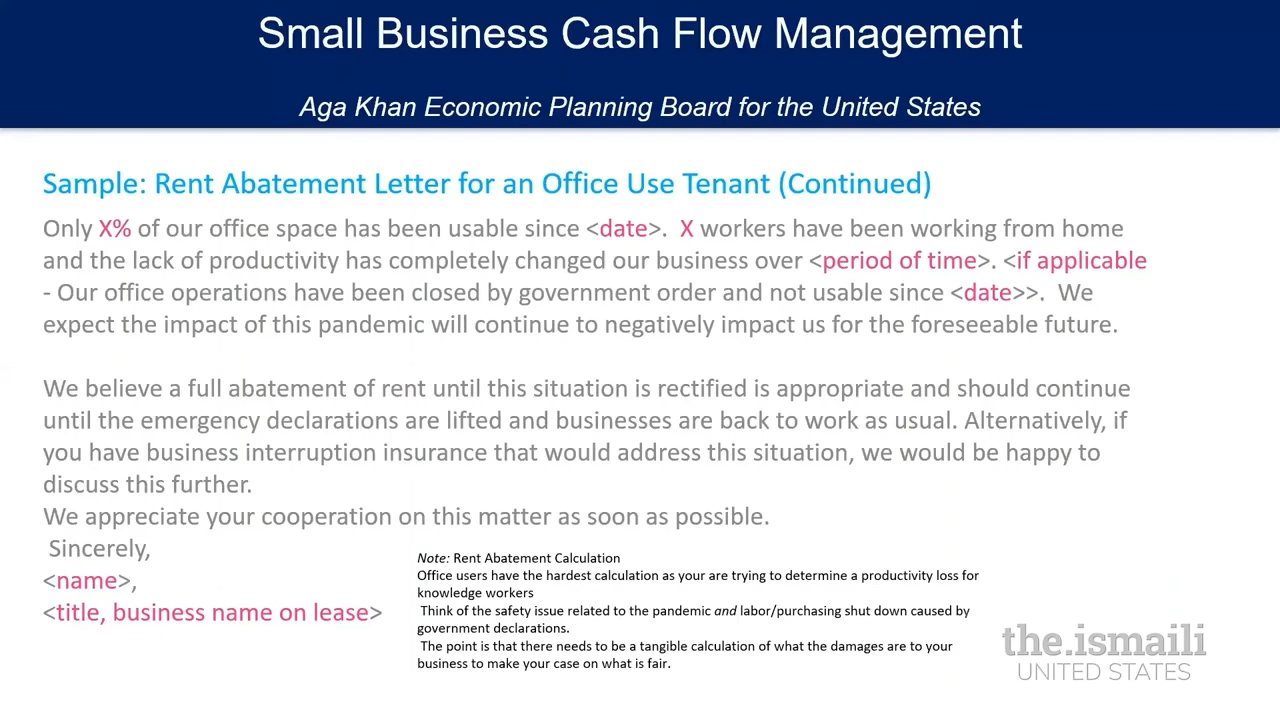 Small Business Cash Flow Management
Aga Khan Economic Planning Board for the United States
Sample: Rent Abatement Letter for an Office Use Tenant (Continued)
Only X% of our office space has been usable since <date>.  X workers have been working from home
and the lack of productivity has completely changed our business over <period of time>. <if applicable
- Our office operations have been closed by government order and not usable since <date>>.  We
expect the impact of this pandemic will continue to negatively impact us for the foreseeable future.
We believe a full abatement of rent until this situation is rectified is appropriate and should continue
until the emergency declarations are lifted and businesses are back to work as usual. Alternatively, if
you have business interruption insurance that would address this situation, we would be happy to
discuss this further.
We appreciate your cooperation on this matter as soon as possible.
Sincerely,
<name>,
<title, business name on lease>
Note: Rent Abatement Calculation
Office users have the hardest calculation as your are trying to determine a productivity loss for
knowledge workers
Think of the safety issue related to the pandemic and labor/purchasing shut down caused by
government declarations.
The point is that there needs to be a tangible calculation of what the damages are to your
business to make your case on what is fair.
the.ismaili
UNITED STATES